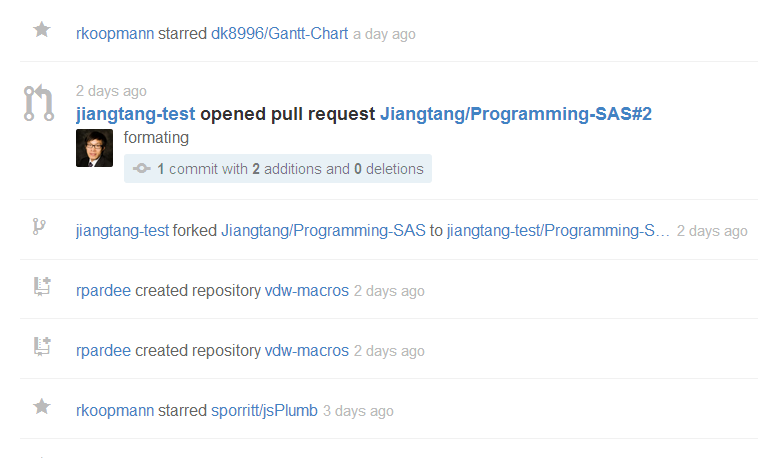 rkoopmann starred dk8996/Gantt-Chart a day ago
2 days ago
jiangtang-test opened pull request Jiangtang/Programming-SAS#2
formating
1 commit with 2 additions and 0 deletions
jiangtang-test forked Jiangtang/Programming-SAS to jiangtang-test/Programming-S... 2 days ago
rpardee created repository vdw-macros 2 days ago
rpardee created repository vdw-macros 2 days ago
rkoopmann starred sporritt/jsPlumb 3 days ago